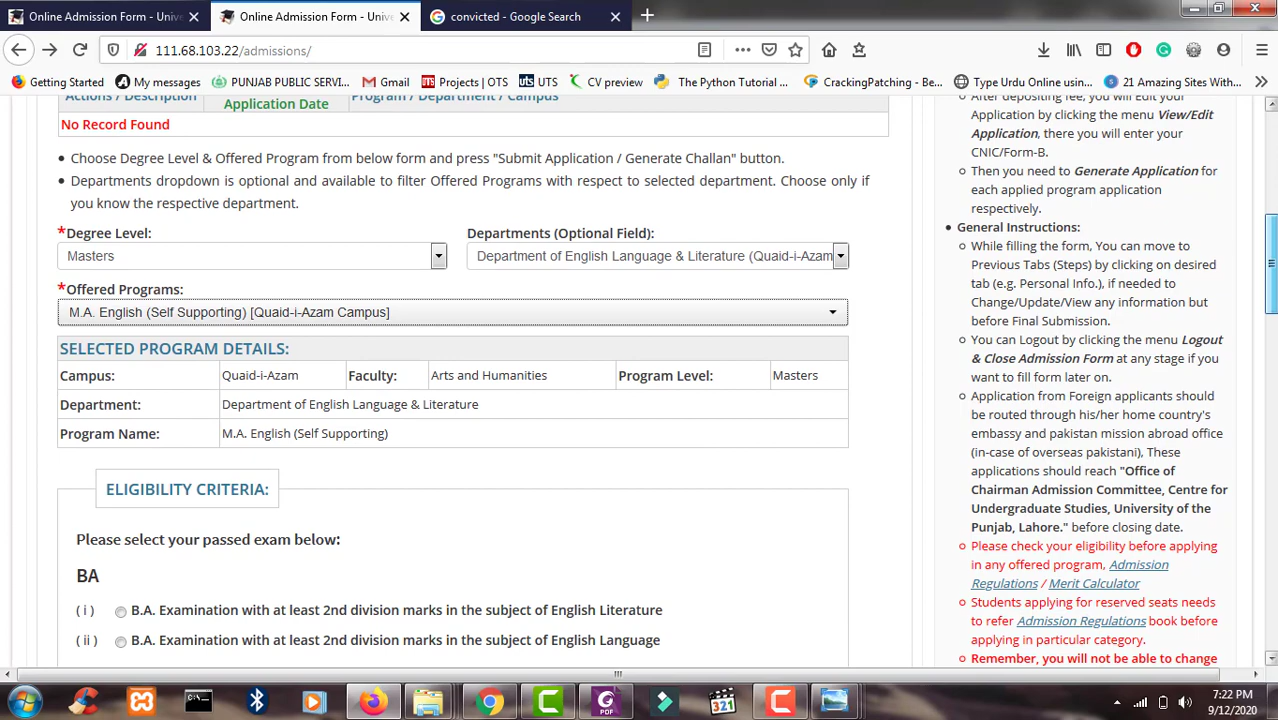 Online Admission Form - Unive
Online Admission Form - Unive
convicted - Google Search
111.68.103.22/admissions/
Getting Started
My messages
PUNJAB PUBLIC SERVI...
Gmail
Projects | OTS
UTS
CV preview
The Python Tutorial ...
CrackingPatching - Be...
Type Urdu Online usin...
21 Amazing Sites With...
Actions / Description
Application Date
Program / Department / Campus
No Record Found
Choose Degree Level & Offered Program from below form and press "Submit Application / Generate Challan" button.
Departments dropdown is optional and available to filter Offered Programs with respect to selected department. Choose only if
you know the respective department.
*Degree Level:
Departments (Optional Field):
Masters
Department of English Language & Literature (Quaid-i-Azam
*Offered Programs:
M.A. English (Self Supporting) [Quaid-i-Azam Campus]
SELECTED PROGRAM DETAILS:
Campus: Quaid-i-Azam Faculty: Arts and Humanities Program Level: Masters
Department: Department of English Language & Literature
Program Name: M.A. English (Self Supporting)
ELIGIBILITY CRITERIA:
Please select your passed exam below:
BA
( i ) B.A. Examination with at least 2nd division marks in the subject of English Literature
( ii ) B.A. Examination with at least 2nd division marks in the subject of English Language
After depositing fee, you will Edit your
Application by clicking the menu View/Edit
Application, there you will enter your
CNIC/Form-B.
Then you need to Generate Application for
each applied program application
respectively.
General Instructions:
While filling the form, You can move to
Previous Tabs (Steps) by clicking on desired
tab (e.g. Personal Info.), if needed to
Change/Update/View any information but
before Final Submission.
You can Logout by clicking the menu Logout
& Close Admission Form at any stage if you
want to fill form later on.
Application from Foreign applicants should
be routed through his/her home country's
embassy and pakistan mission abroad office
(in-case of overseas pakistani), These
applications should reach "Office of
Chairman Admission Committee, Centre for
Undergraduate Studies, University of the
Punjab, Lahore." before closing date.
Please check your eligibility before applying
in any offered program, Admission
Regulations / Merit Calculator
Students applying for reserved seats needs
to refer Admission Regulations book before
applying in particular category.
Remember, you will not be able to change
321
PDF
7:22 PM
9/12/2020